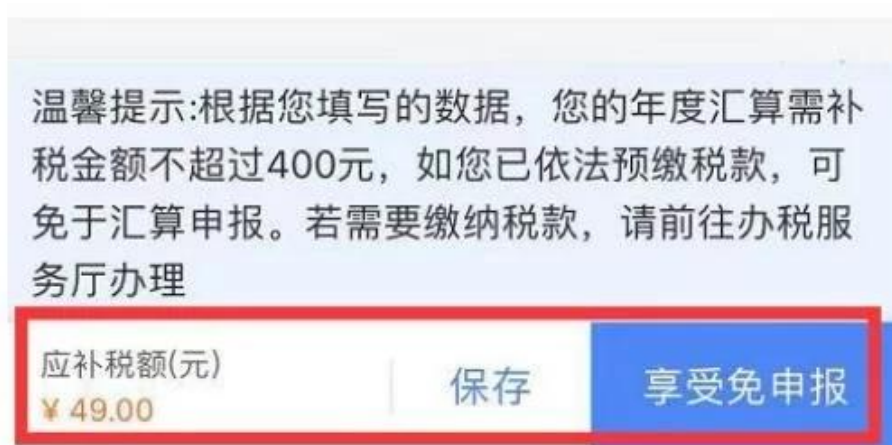 温馨提示:根据您填写的数据，您的年度汇算需补
税金额不超过400元，如您已依法预缴税款，可
免于汇算申报。若需要缴纳税款，请前往办税服
务厅办理
应补税额(元)
¥ 49.00
保存
享受免申报